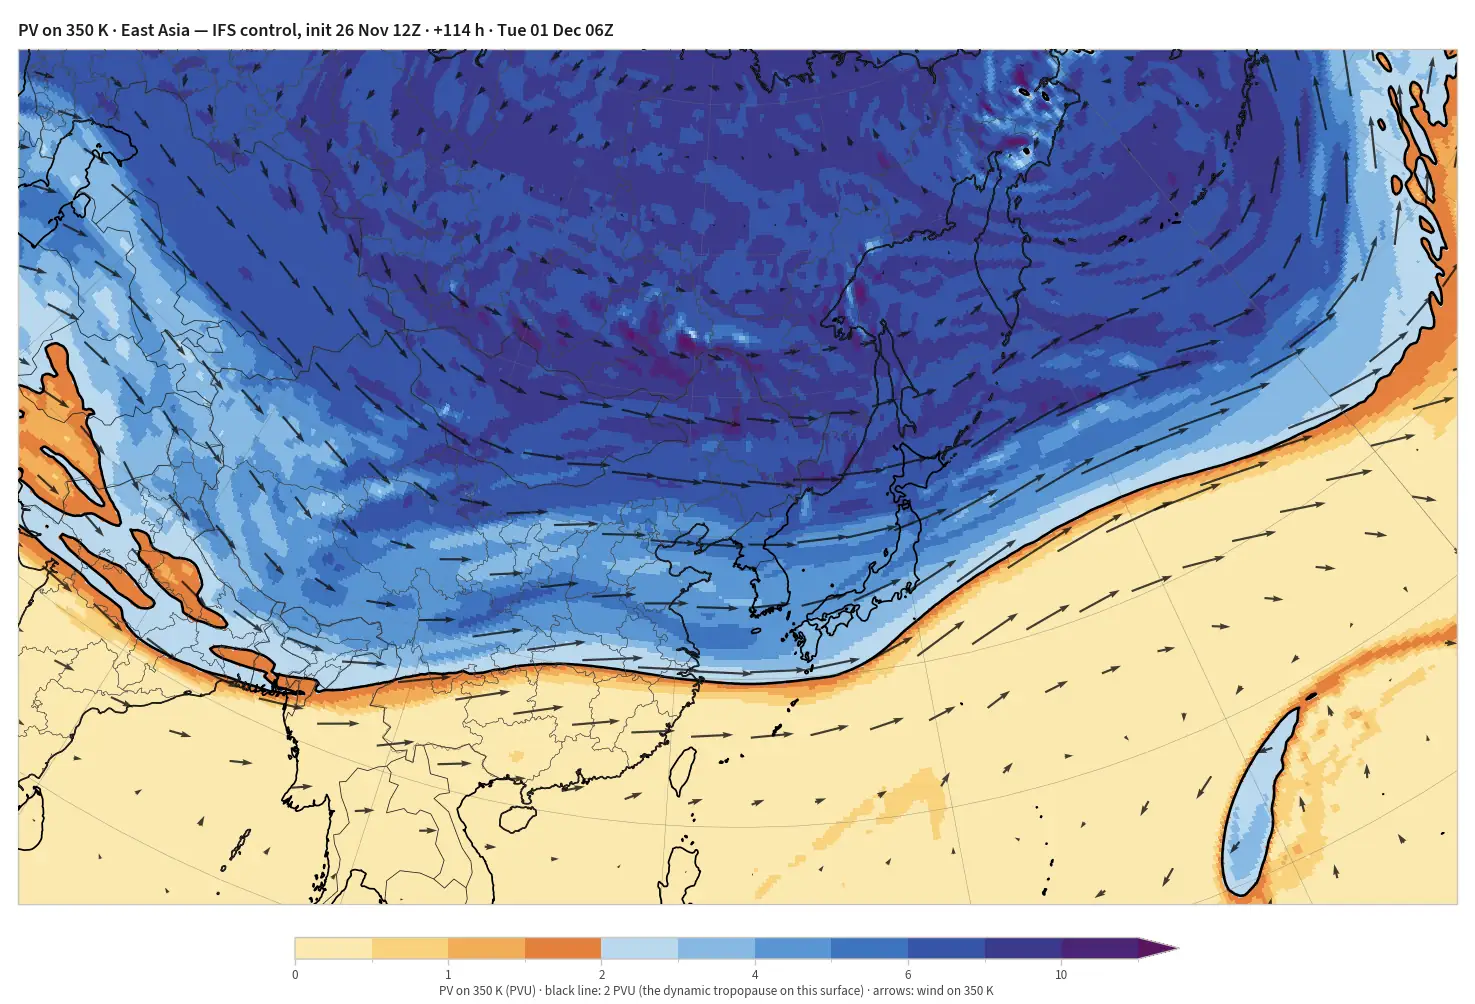 PV on 350 K · East Asia — IFS control, init 26 Nov 12Z · +114 h · Tue 01 Dec 06Z
0 1 2 4 6 10
PV on 350 K (PVU) · black line: 2 PVU (the dynamic tropopause on this surface) · arrows: wind on 350 K